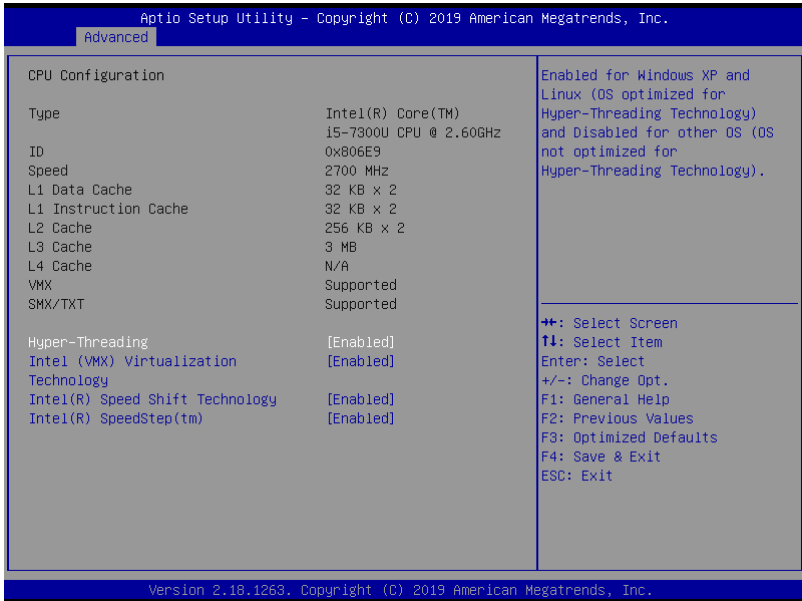 Aptio Setup Utility – Copyright (C) 2019 American Megatrends, Inc.
Advanced
CPU Configuration
Type Intel(R) Core(TM)
i5-7300U CPU @ 2.60GHz
ID 0x806E9
Speed 2700 MHz
L1 Data Cache 32 KB x 2
L1 Instruction Cache 32 KB x 2
L2 Cache 256 KB x 2
L3 Cache 3 MB
L4 Cache N/A
VMX Supported
SMX/TXT Supported
Hyper-Threading [Enabled]
Intel (VMX) Virtualization [Enabled]
Technology
Intel(R) Speed Shift Technology [Enabled]
Intel(R) SpeedStep(tm) [Enabled]
Enabled for Windows XP and
Linux (OS optimized for
Hyper-Threading Technology)
and Disabled for other OS (OS
not optimized for
Hyper-Threading Technology).
→←: Select Screen
↑↓: Select Item
Enter: Select
+/-: Change Opt.
F1: General Help
F2: Previous Values
F3: Optimized Defaults
F4: Save & Exit
ESC: Exit
Version 2.18.1263. Copyright (C) 2019 American Megatrends, Inc.